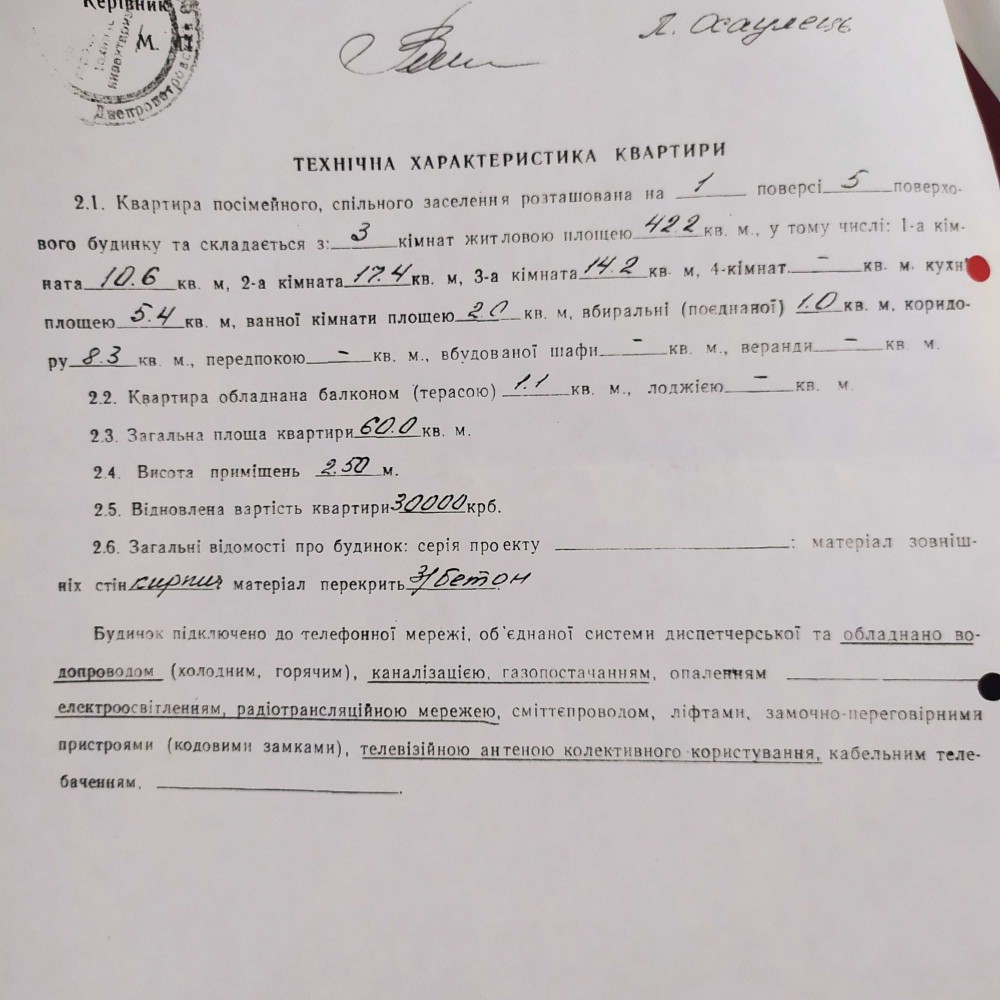 Керівник
М. П.
Л. Осаулець
Днепропетровск
ТЕХНІЧНА ХАРАКТЕРИСТИКА КВАРТИРИ
2.1. Квартира посімейного, спільного заселення розташована на 1 поверсі 5 поверхо-
вого будинку та складається з: 3 кімнат житловою площею 42.2 кв. м., у тому числі: 1-а кім-
ната 10.6 кв. м, 2-а кімната 17.4 кв. м, 3-а кімната 14.2 кв. м, 4-кімнат. – кв. м. кухні
площею 5.4 кв. м, ванної кімнати площею 2.0 кв. м, вбиральні (поєднаної) 1.0 кв. м, коридо-
ру 8.3 кв. м., передпокою – кв. м., вбудованої шафи – кв. м., веранди – кв. м.
2.2. Квартира обладнана балконом (терасою) 1.1 кв. м., лоджією – кв. м.
2.3. Загальна площа квартири 60.0 кв. м.
2.4. Висота приміщень 2.50 м.
2.5. Відновлена вартість квартири 30000 крб.
2.6. Загальні відомості про будинок: серія проекту ____________: матеріал зовніш-
ніх стін кирпич матеріал перекрить з/бетон
Будинок підключено до телефонної мережі, об'єднаної системи диспетчерської та обладнано во-
допроводом (холодним, горячим), каналізацією, газопостачанням, опаленням ____________
електроосвітленням, радіотрансляційною мережею, сміттєпроводом, ліфтами, замочно-переговірними
пристроями (кодовими замками), телевізійною антеною колективного користування, кабельним теле-
баченням, ____________.